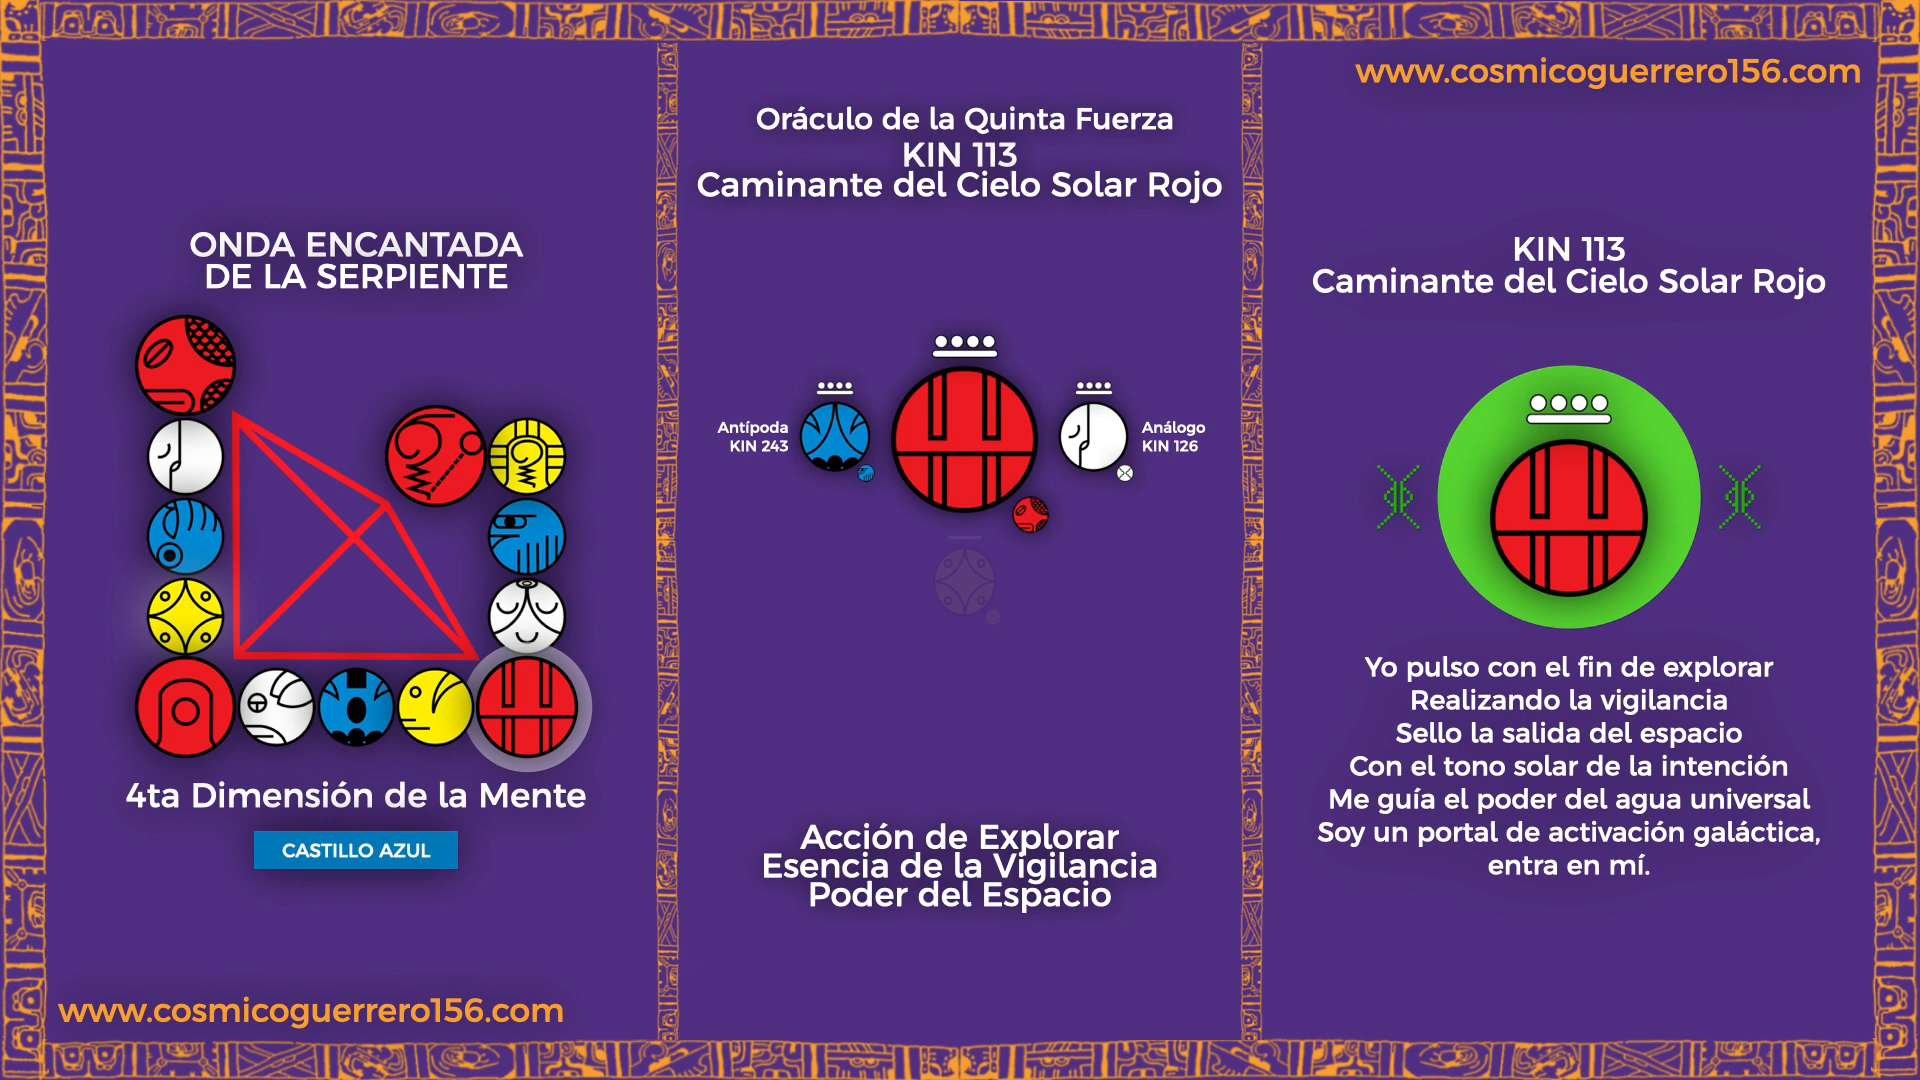 ONDA ENCANTADA
DE LA SERPIENTE
4ta Dimensión de la Mente
CASTILLO AZUL
www.cosmicoguerrero156.com
Oráculo de la Quinta Fuerza
KIN 113
Caminante del Cielo Solar Rojo
Antípoda
KIN 243
Análogo
KIN 126
Acción de Explorar
Esencia de la Vigilancia
Poder del Espacio
www.cosmicoguerrero156.com
KIN 113
Caminante del Cielo Solar Rojo
Yo pulso con el fin de explorar
Realizando la vigilancia
Sello la salida del espacio
Con el tono solar de la intención
Me guía el poder del agua universal
Soy un portal de activación galáctica,
entra en mí.